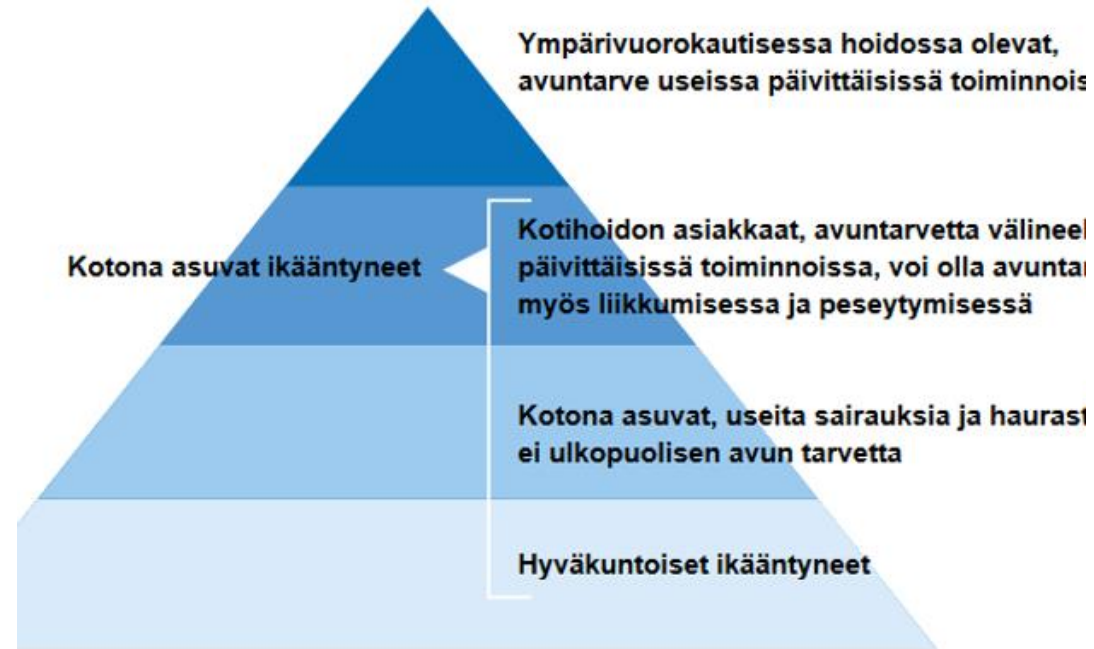 Ympärivuorokautisessa hoidossa olevat,
avuntarve useissa päivittäisissä
Kotihoidon asiakkaat, avuntarvetta
Kotona asuvat ikääntyneet
päivittäisissä toiminnoissa, voi olla
myös liikkumisessa ja peseytymisessä
Kotona asuvat, useita sairauksia ja
ei ulkopuolisen avun tarvetta
Hyväkuntoiset ikääntyneet